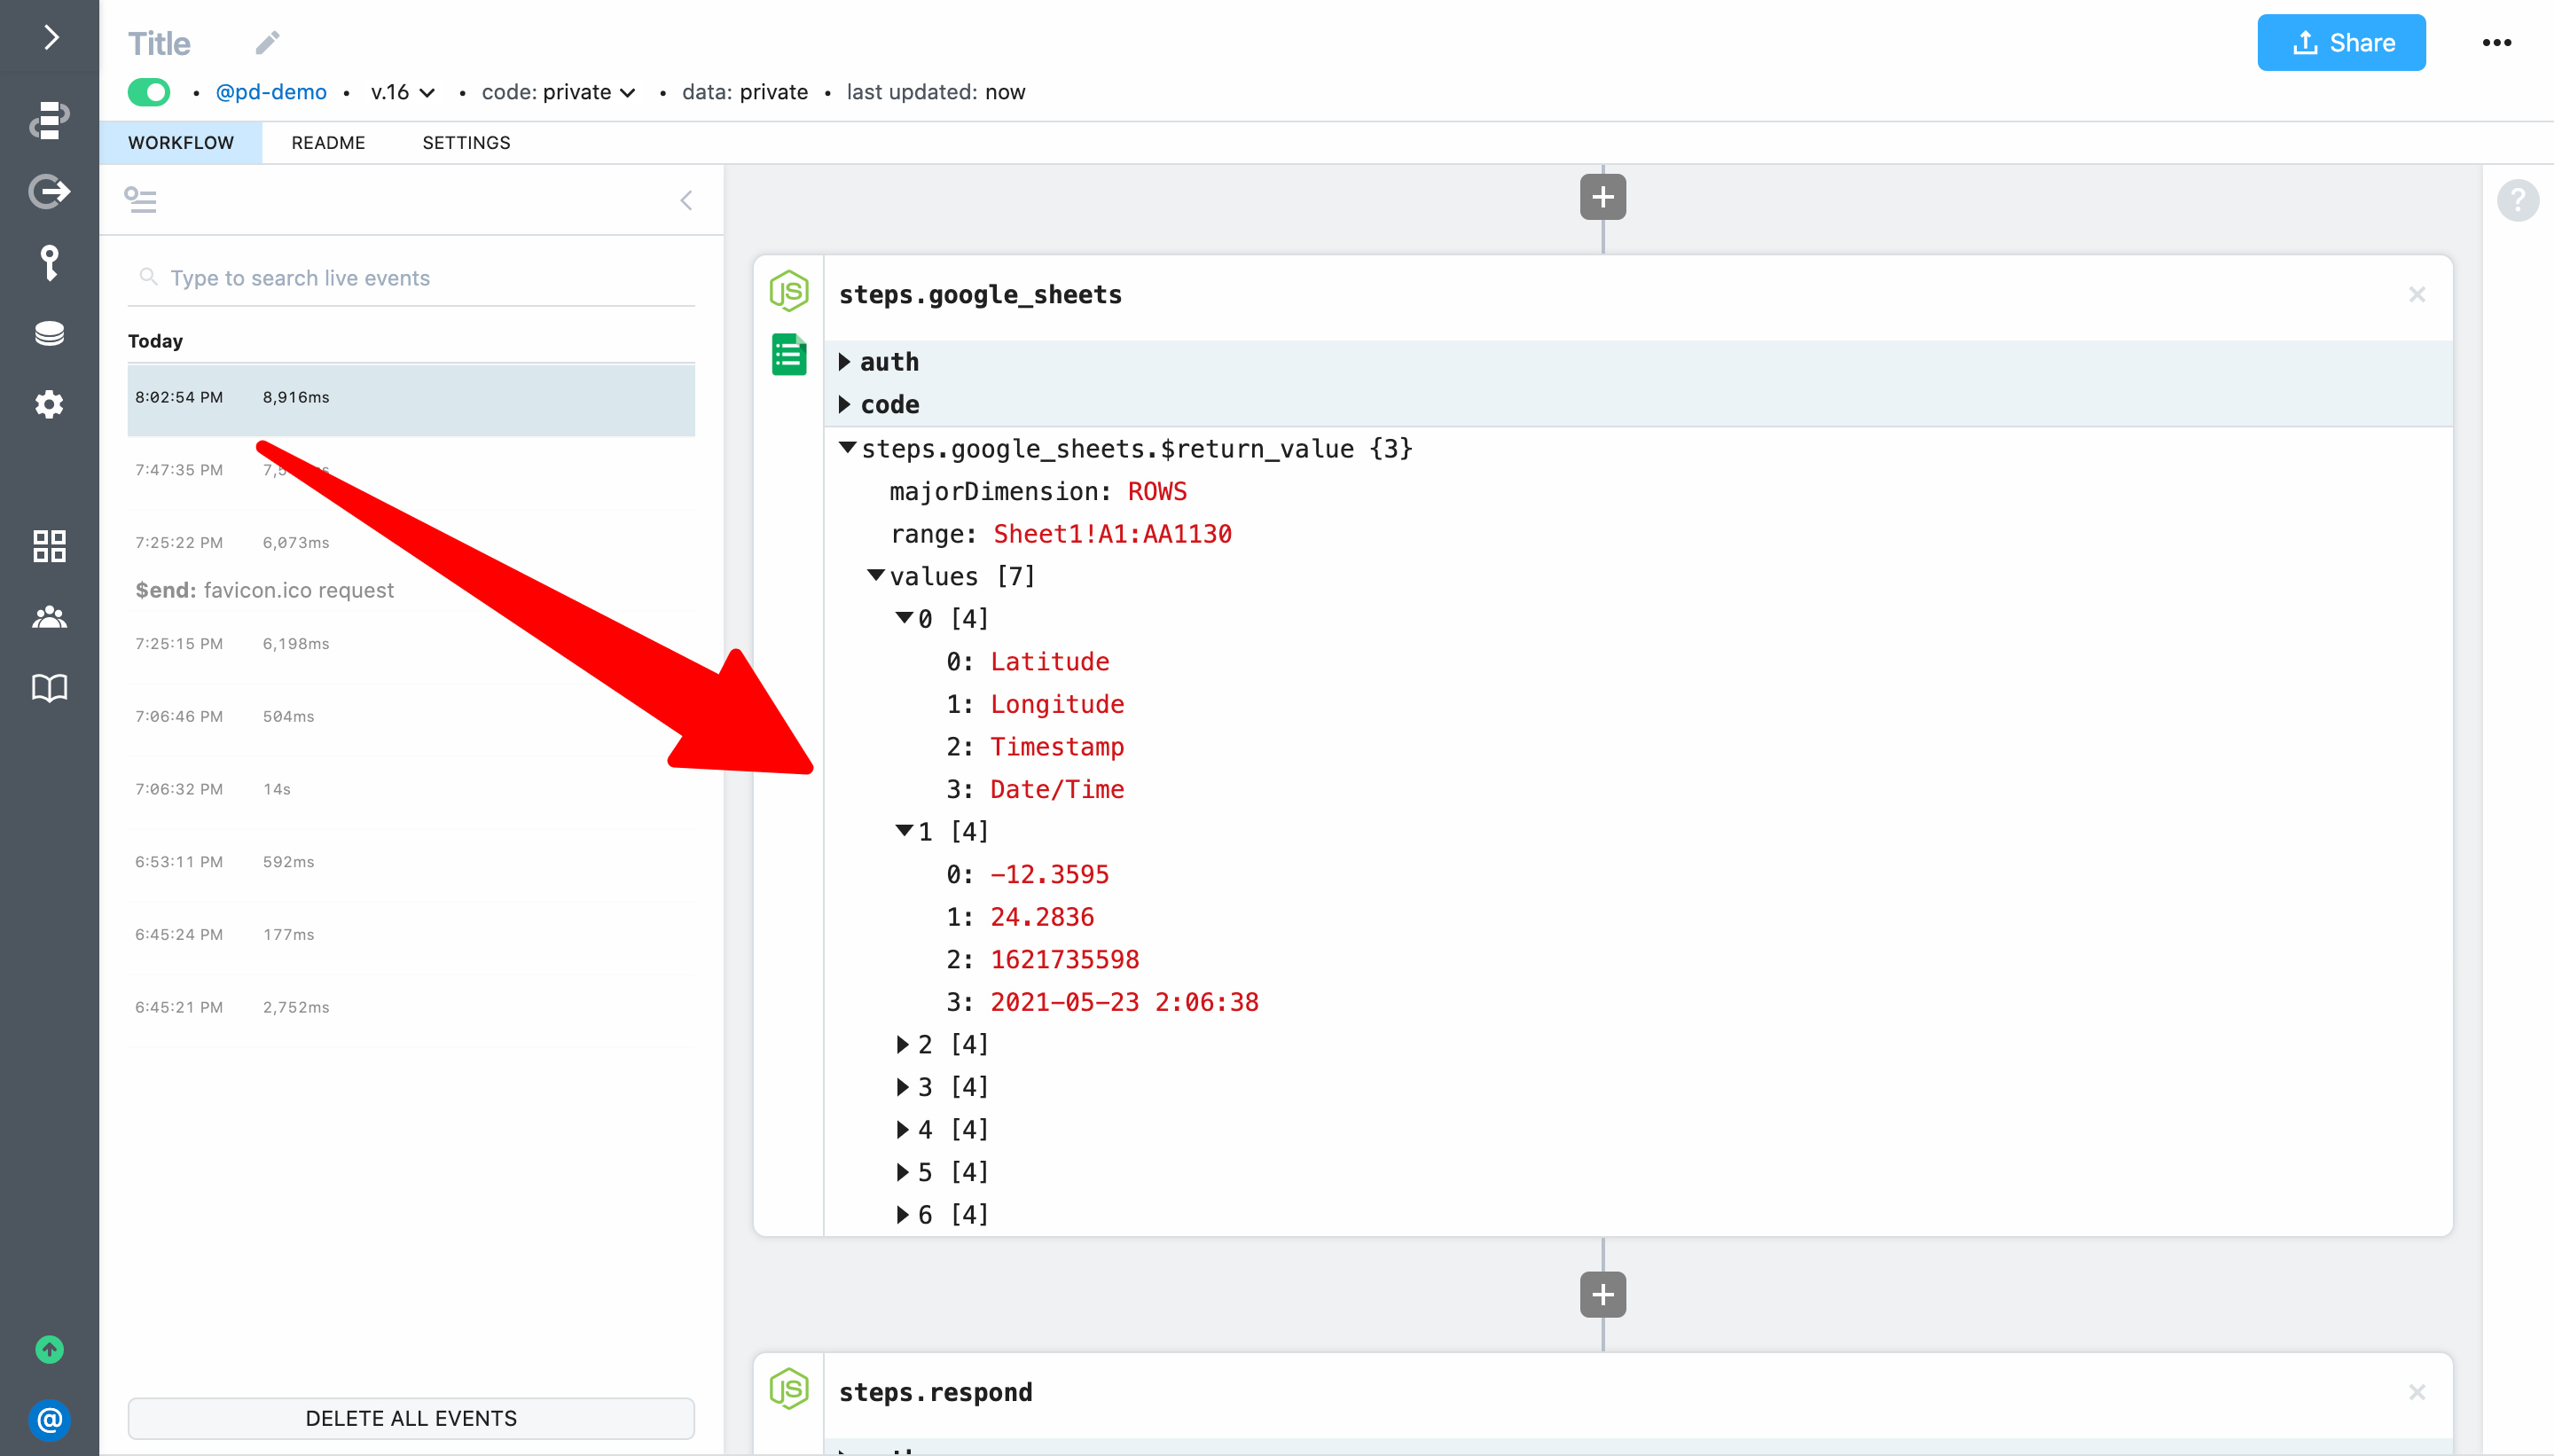 Title
Share
• @pd-demo • v.16 • code: private • data: private • last updated: now
WORKFLOW README SETTINGS
?
Type to search live events
Today
8:02:54 PM 8,916ms
7:47:35 PM
7:25:22 PM 6,073ms
$end: favicon.ico request
7:25:15 PM 6,198ms
7:06:46 PM 504ms
7:06:32 PM 14s
6:53:11 PM 592ms
6:45:24 PM 177ms
6:45:21 PM 2,752ms
DELETE ALL EVENTS
@
JS
steps.google_sheets
auth
code
steps.google_sheets.$return_value {3}
majorDimension: ROWS
range: Sheet1!A1:AA1130
values [7]
0 [4]
0: Latitude
1: Longitude
2: Timestamp
3: Date/Time
1 [4]
0: -12.3595
1: 24.2836
2: 1621735598
3: 2021-05-23 2:06:38
2 [4]
3 [4]
4 [4]
5 [4]
6 [4]
JS
steps.respond